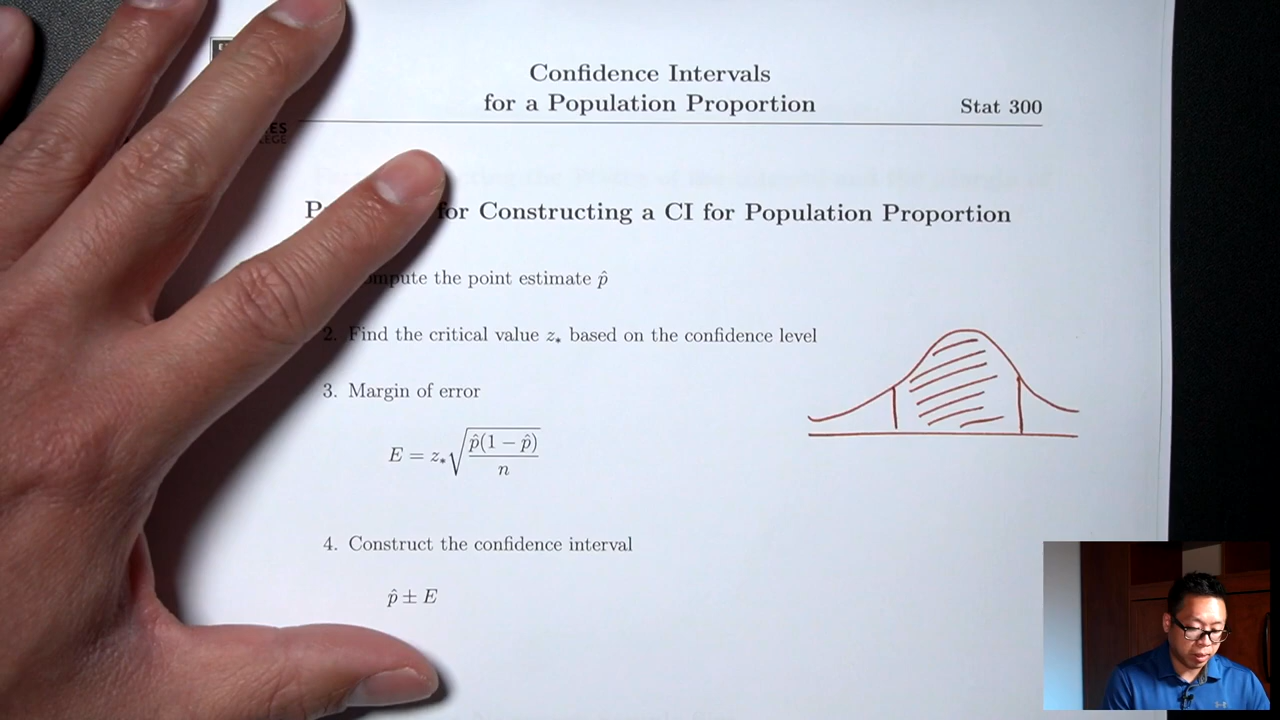 Confidence Intervals
for a Population Proportion
Stat 300
for Constructing a CI for Population Proportion
mpute the point estimate p̂
2. Find the critical value z* based on the confidence level
3. Margin of error
E = z*√(p̂(1 − p̂)/n)
4. Construct the confidence interval
p̂ ± E